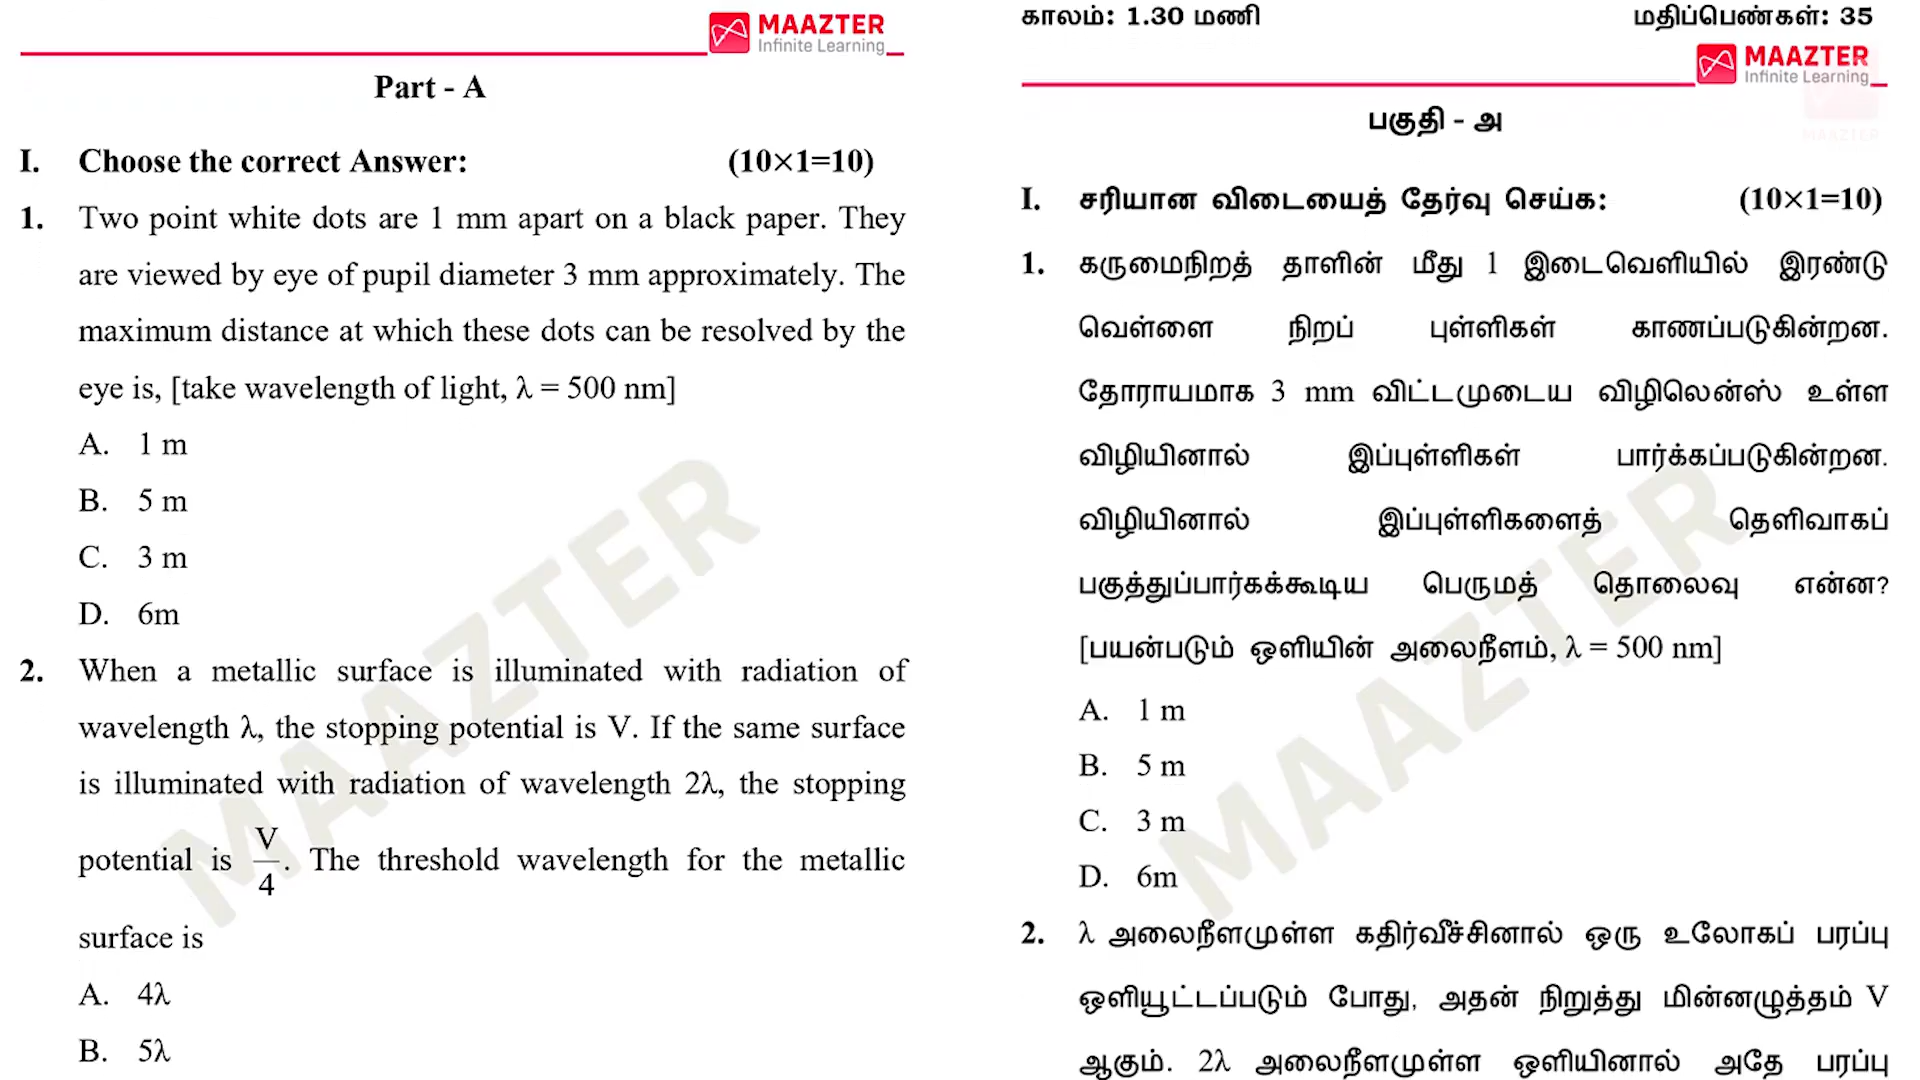 MAAZTER
Infinite Learning
Part - A
I. Choose the correct Answer: (10×1=10)
1. Two point white dots are 1 mm apart on a black paper. They
are viewed by eye of pupil diameter 3 mm approximately. The
maximum distance at which these dots can be resolved by the
eye is, [take wavelength of light, λ = 500 nm]
A. 1 m
B. 5 m
C. 3 m
D. 6m
2. When a metallic surface is illuminated with radiation of
wavelength λ, the stopping potential is V. If the same surface
is illuminated with radiation of wavelength 2λ, the stopping
potential is V/4. The threshold wavelength for the metallic
surface is
A. 4λ
B. 5λ
MAAZTER
காலம்: 1.30 மணி மதிப்பெண்கள்: 35
MAAZTER
Infinite Learning
MAAZTER
பகுதி - அ
I. சரியான விடையைத் தேர்வு செய்க: (10×1=10)
1. கருமைநிறத் தாளின் மீது 1 இடைவெளியில் இரண்டு
வெள்ளை நிறப் புள்ளிகள் காணப்படுகின்றன.
தோராயமாக 3 mm விட்டமுடைய விழிலென்ஸ் உள்ள
விழியினால் இப்புள்ளிகள் பார்க்கப்படுகின்றன.
விழியினால் இப்புள்ளிகளைத் தெளிவாகப்
பகுத்துப்பார்கக்கூடிய பெருமத் தொலைவு என்ன?
[பயன்படும் ஒளியின் அலைநீளம், λ = 500 nm]
A. 1 m
B. 5 m
C. 3 m
D. 6m
2. λ அலைநீளமுள்ள கதிர்வீச்சினால் ஒரு உலோகப் பரப்பு
ஒளியூட்டப்படும் போது, அதன் நிறுத்து மின்னழுத்தம் V
ஆகும். 2λ அலைநீளமுள்ள ஒளியினால் அதே பரப்பு
MAAZTER